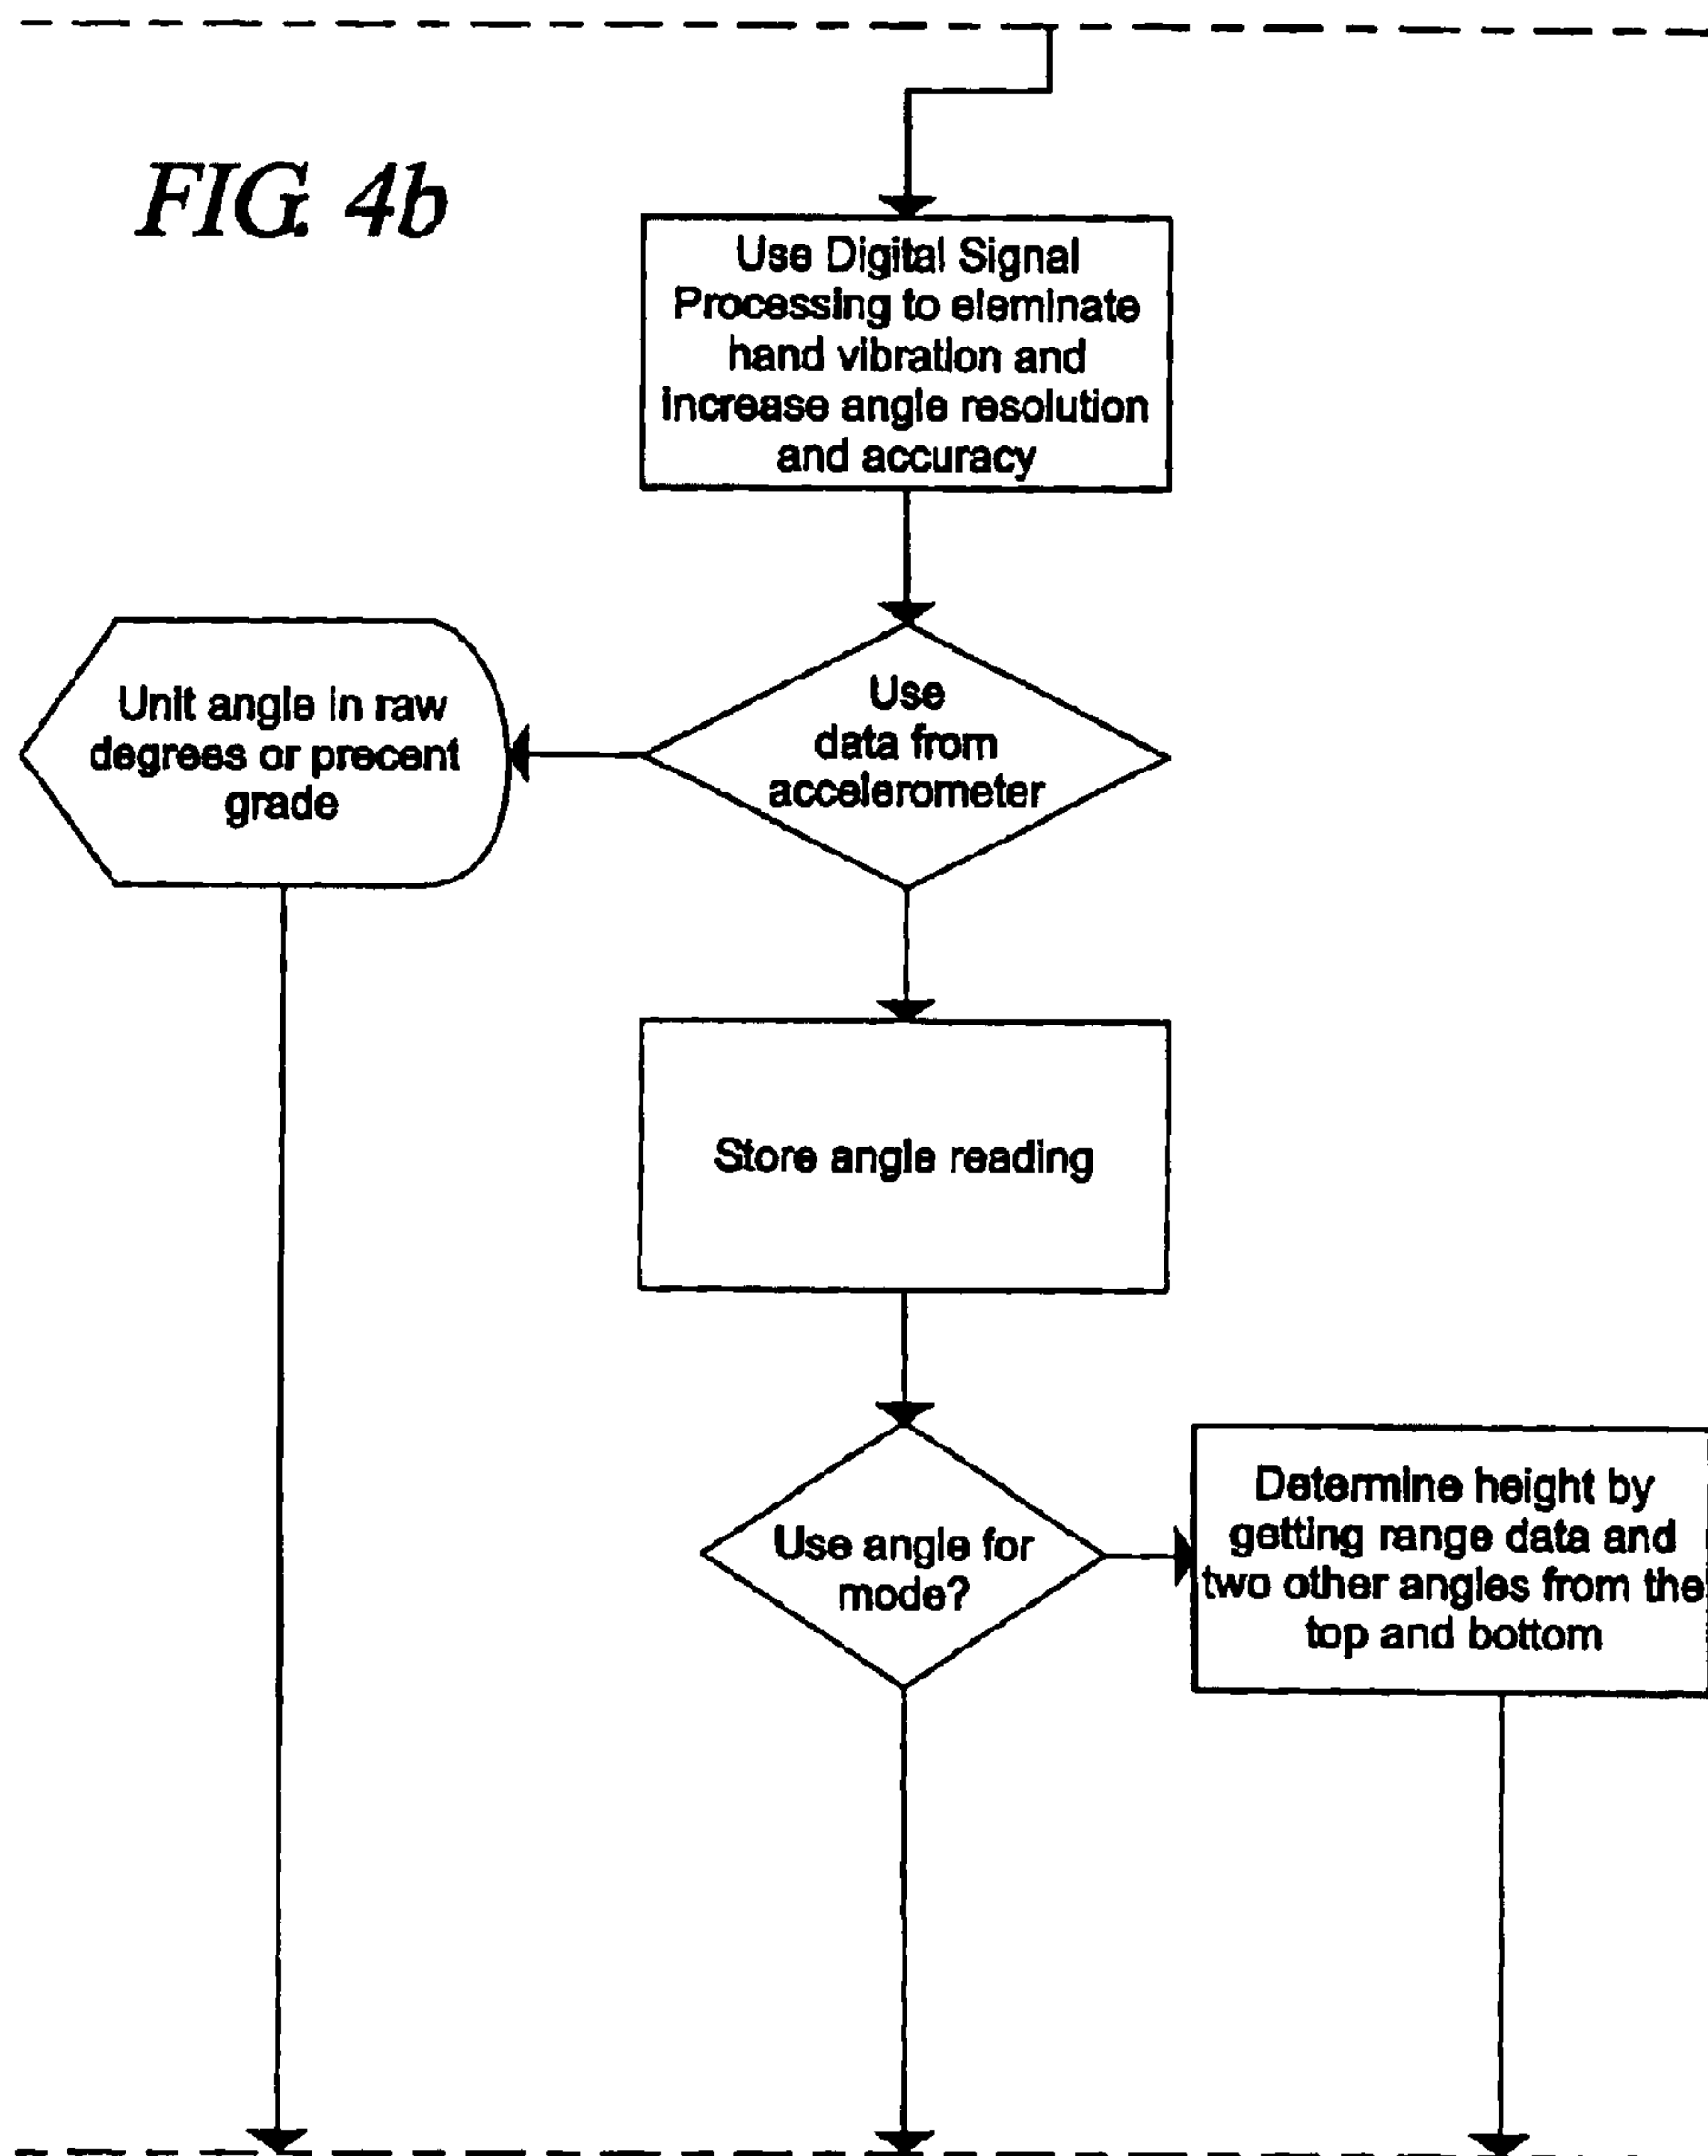 FIG. 4b
Use Digital Signal
Processing to eleminate
hand vibration and
increase angle resolution
and accuracy
Unit angle in raw
degrees or precent
grade
Use
data from
accelerometer
Store angle reading
Use angle for
mode?
Determine height by
getting range data and
two other angles from the
top and bottom